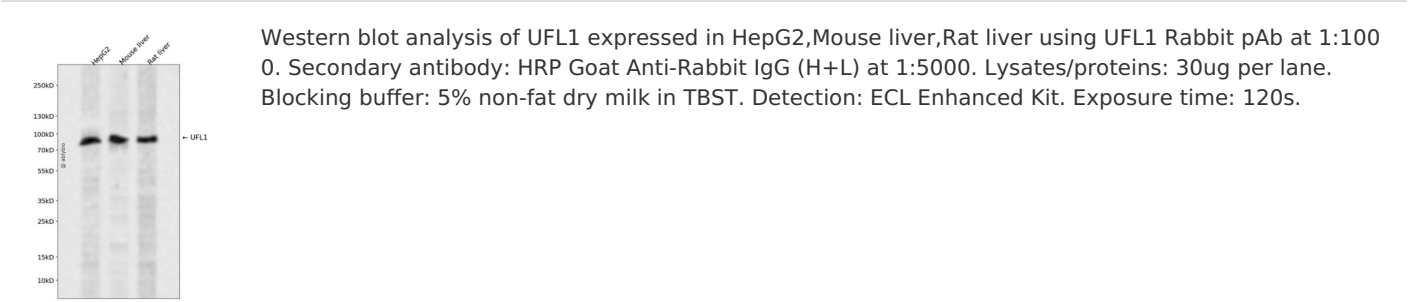 HepG2
Mouse liver
Rat liver
Western blot analysis of UFL1 expressed in HepG2,Mouse liver,Rat liver using UFL1 Rabbit pAb at 1:100
0. Secondary antibody: HRP Goat Anti-Rabbit IgG (H+L) at 1:5000. Lysates/proteins: 30ug per lane.
Blocking buffer: 5% non-fat dry milk in TBST. Detection: ECL Enhanced Kit. Exposure time: 120s.
250kD
130kD
100kD
← UFL1
70kD
55kD
35kD
25kD
15kD
10kD